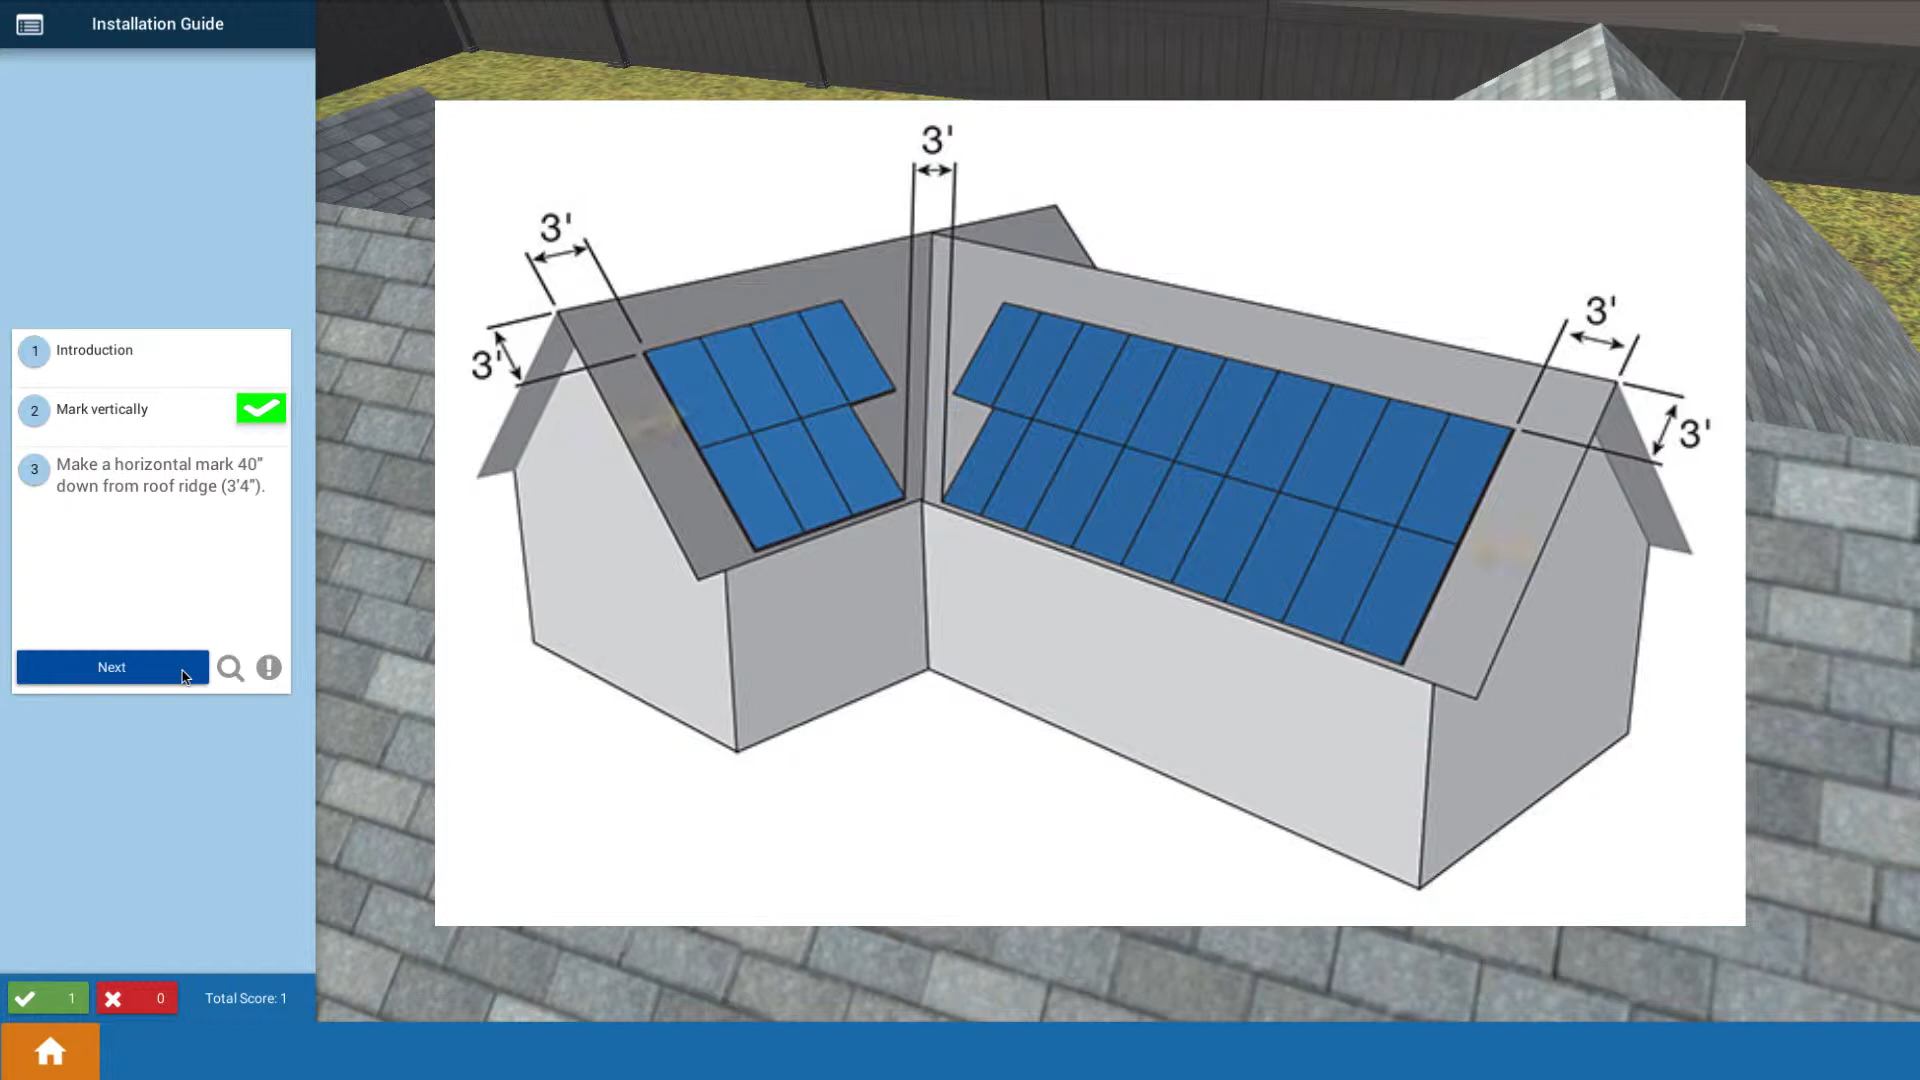 Installation Guide
3'
3'
3'
3'
3'
1 Introduction
2 Mark vertically
3 Make a horizontal mark 40"
down from roof ridge (3'4").
Next
1 0 Total Score: 1